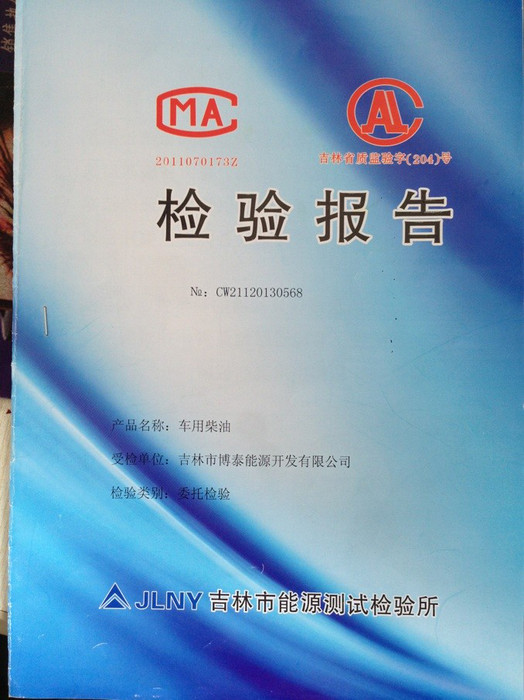 MA
2011070173Z
CAL
吉林省质监验字(204)号
检验报告
№: CW21120130568
产品名称: 车用柴油
受检单位: 吉林市博泰能源开发有限公司
检验类别: 委托检验
JLNY 吉林市能源测试检验所